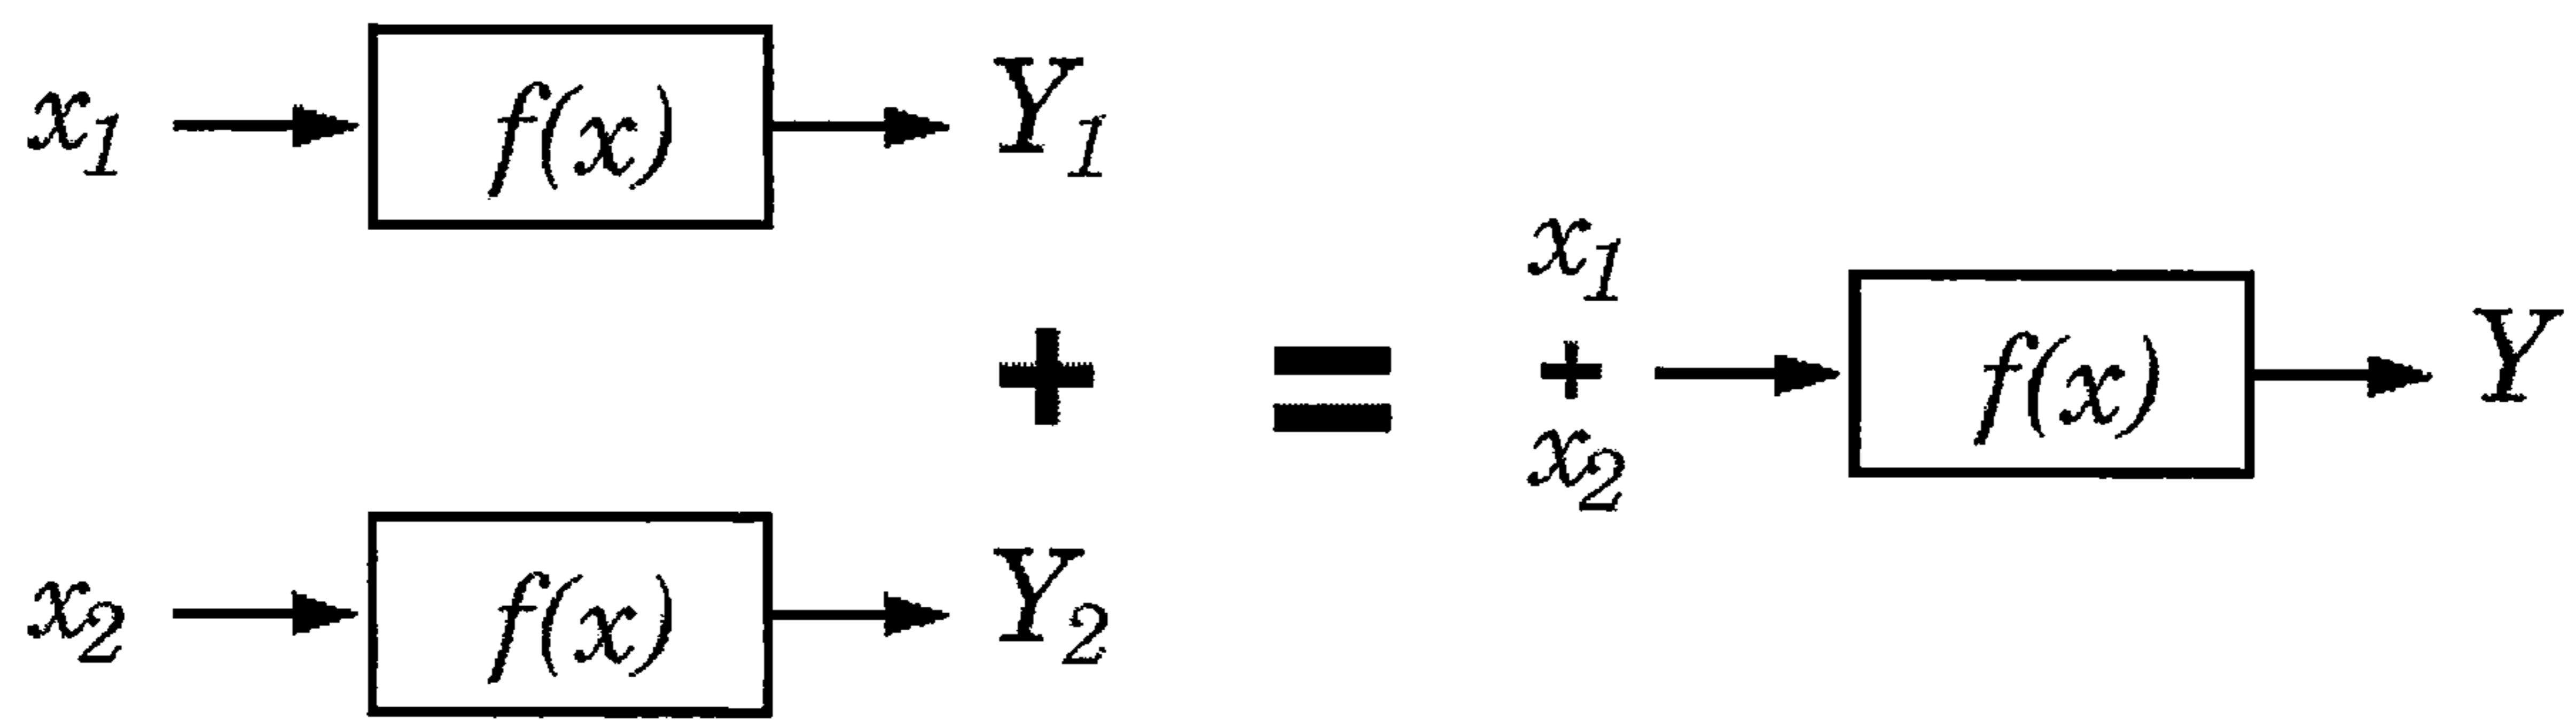 x₁ f(x) Y₁
+ = x₁ + x₂ f(x) Y
x₂ f(x) Y₂